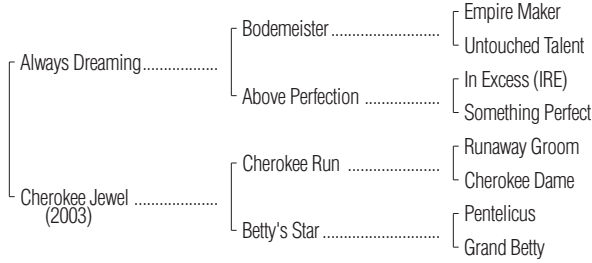 Empire Maker
Bodemeister
Untouched Talent
Always Dreaming
In Excess (IRE)
Above Perfection
Something Perfect
Runaway Groom
Cherokee Run
Cherokee Dame
Cherokee Jewel
(2003)
Pentelicus
Betty's Star
Grand Betty